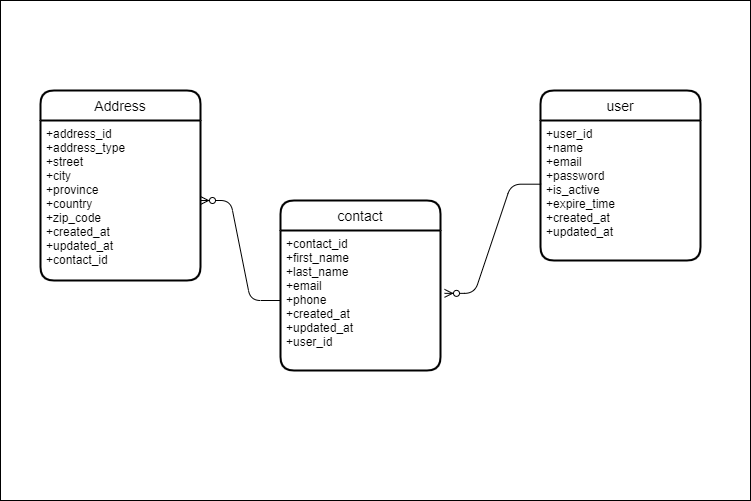 Address
+address_id
+address_type
+street
+city
+province
+country
+zip_code
+created_at
+updated_at
+contact_id
contact
+contact_id
+first_name
+last_name
+email
+phone
+created_at
+updated_at
+user_id
user
+user_id
+name
+email
+password
+is_active
+expire_time
+created_at
+updated_at